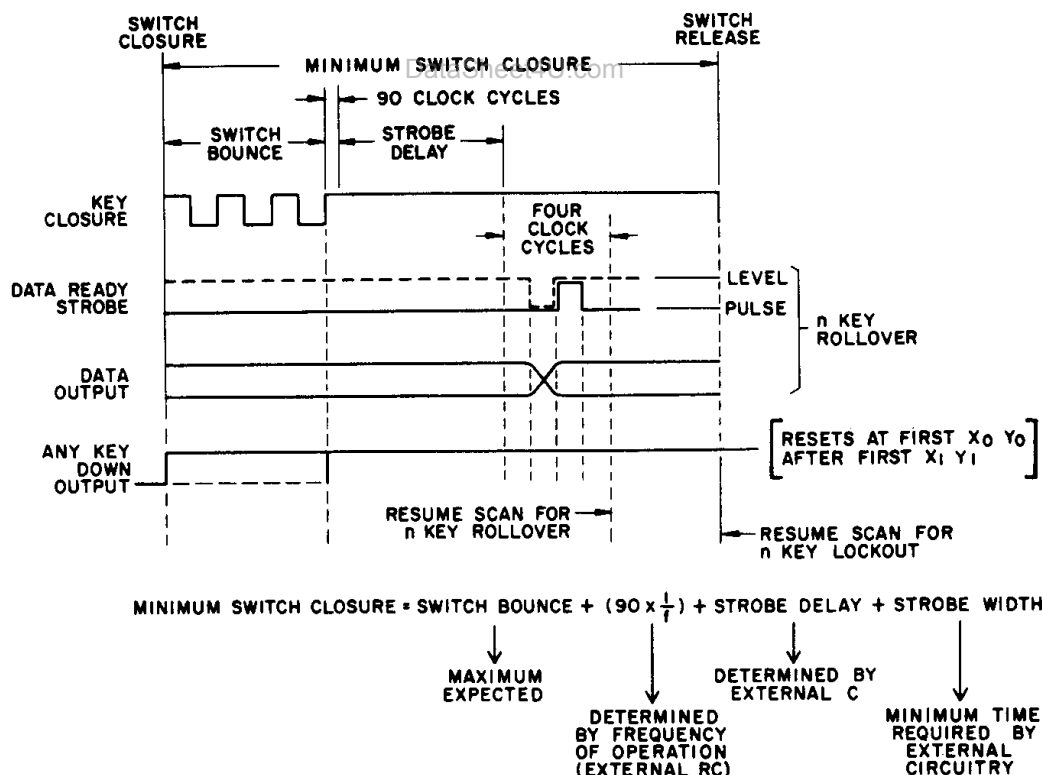 SWITCH CLOSURE
SWITCH RELEASE
MINIMUM SWITCH CLOSURE
DataSheet4U.com
90 CLOCK CYCLES
SWITCH BOUNCE
STROBE DELAY
KEY CLOSURE
FOUR CLOCK CYCLES
DATA READY STROBE
LEVEL
PULSE
n KEY ROLLOVER
DATA OUTPUT
ANY KEY DOWN OUTPUT
[RESETS AT FIRST X0 Y0
AFTER FIRST X1 Y1]
RESUME SCAN FOR
n KEY ROLLOVER
RESUME SCAN FOR
n KEY LOCKOUT
MINIMUM SWITCH CLOSURE = SWITCH BOUNCE + (90 x 1/f) + STROBE DELAY + STROBE WIDTH
MAXIMUM EXPECTED
DETERMINED BY FREQUENCY OF OPERATION (EXTERNAL RC)
DETERMINED BY EXTERNAL C
MINIMUM TIME REQUIRED BY EXTERNAL CIRCUITRY